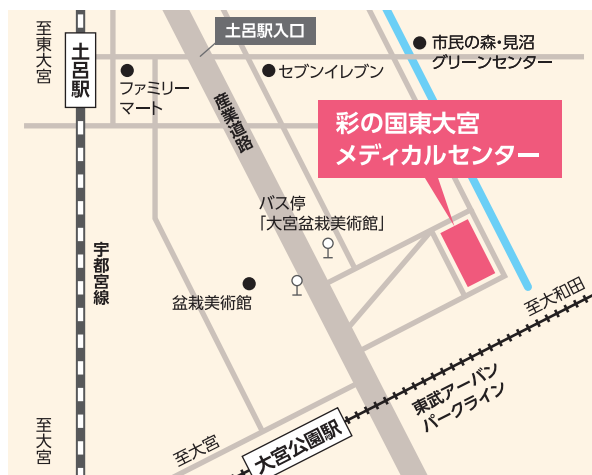 至東大宮
土呂駅
土呂駅入口
市民の森・見沼
グリーンセンター
ファミリー
マート
セブンイレブン
産業道路
彩の国東大宮
メディカルセンター
バス停
「大宮盆栽美術館」
宇都宮線
盆栽美術館
至大和田
東武アーバン
パークライン
至大宮
至大宮
大宮公園駅